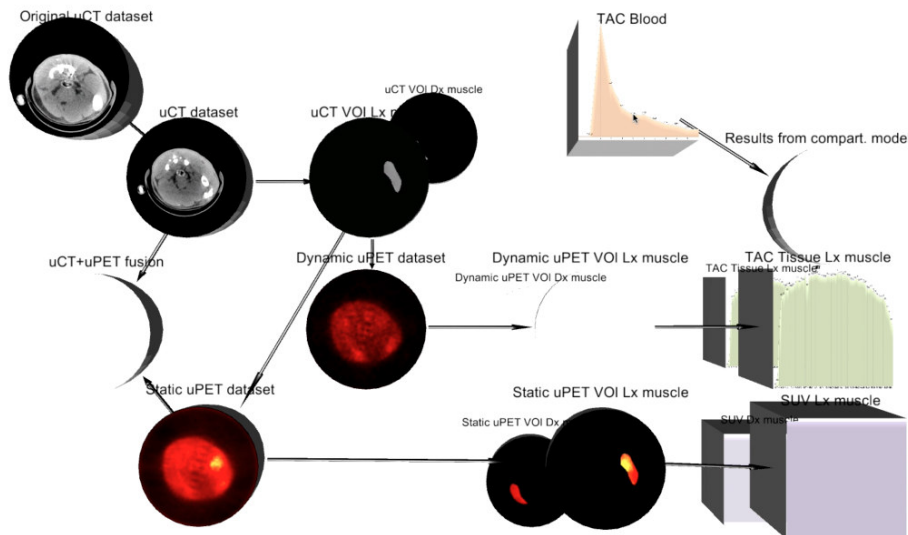 Original uCT dataset
TAC Blood
uCT dataset
uCT VOI Dx muscle
uCT VOI Lx
Results from compart. mode
uCT+uPET fusion
Dynamic uPET dataset
Dynamic uPET VOI Lx muscle
TAC Tissue Lx muscle
Dynamic uPET VOI Dx muscle
TAC Tissue Lx muscle
Static uPET dataset
Static uPET VOI Lx muscle
SUV Lx muscle
Static uPET VOI Dx
SUV Dx muscle